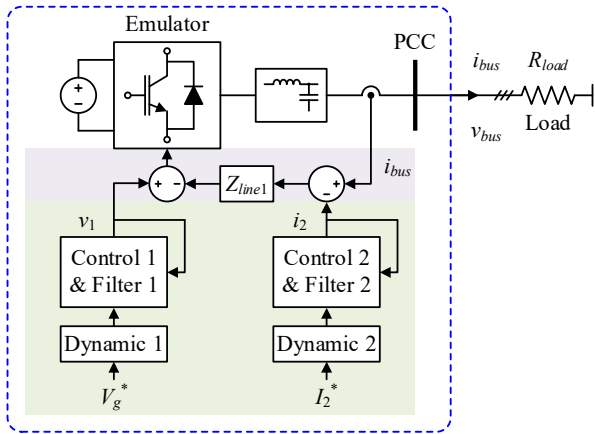 Emulator
PCC
i_bus
R_load
v_bus
Load
i_bus
Z_line1
+ -
- +
v_1
i_2
Control 1
& Filter 1
Control 2
& Filter 2
Dynamic 1
Dynamic 2
V_g^*
I_2^*